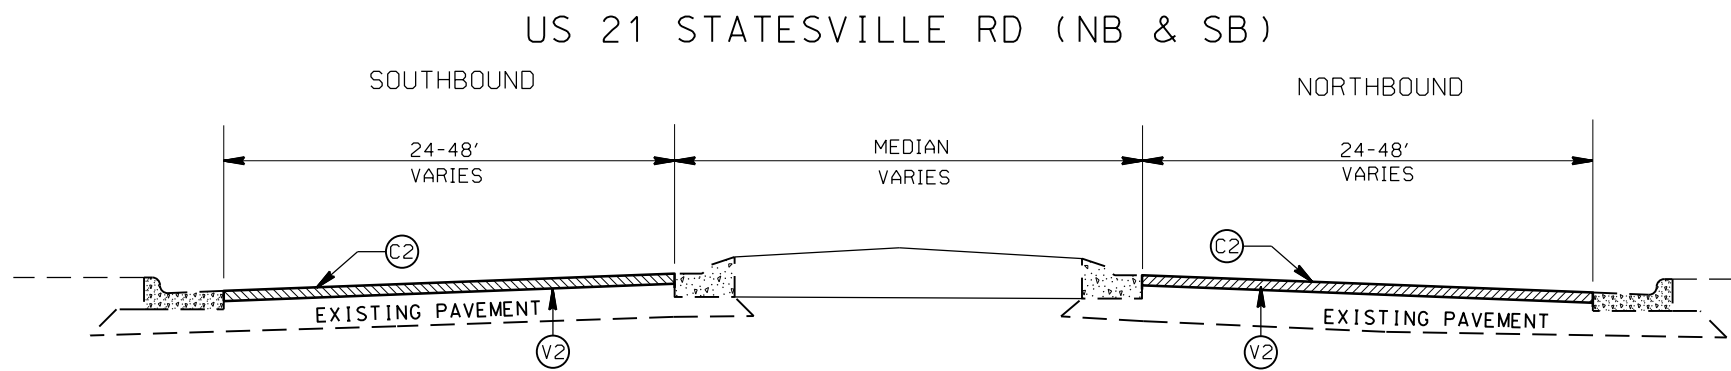 US 21 STATESVILLE RD (NB & SB)
SOUTHBOUND
NORTHBOUND
24-48'
VARIES
MEDIAN
VARIES
24-48'
VARIES
C2
C2
EXISTING PAVEMENT
EXISTING PAVEMENT
V2
V2